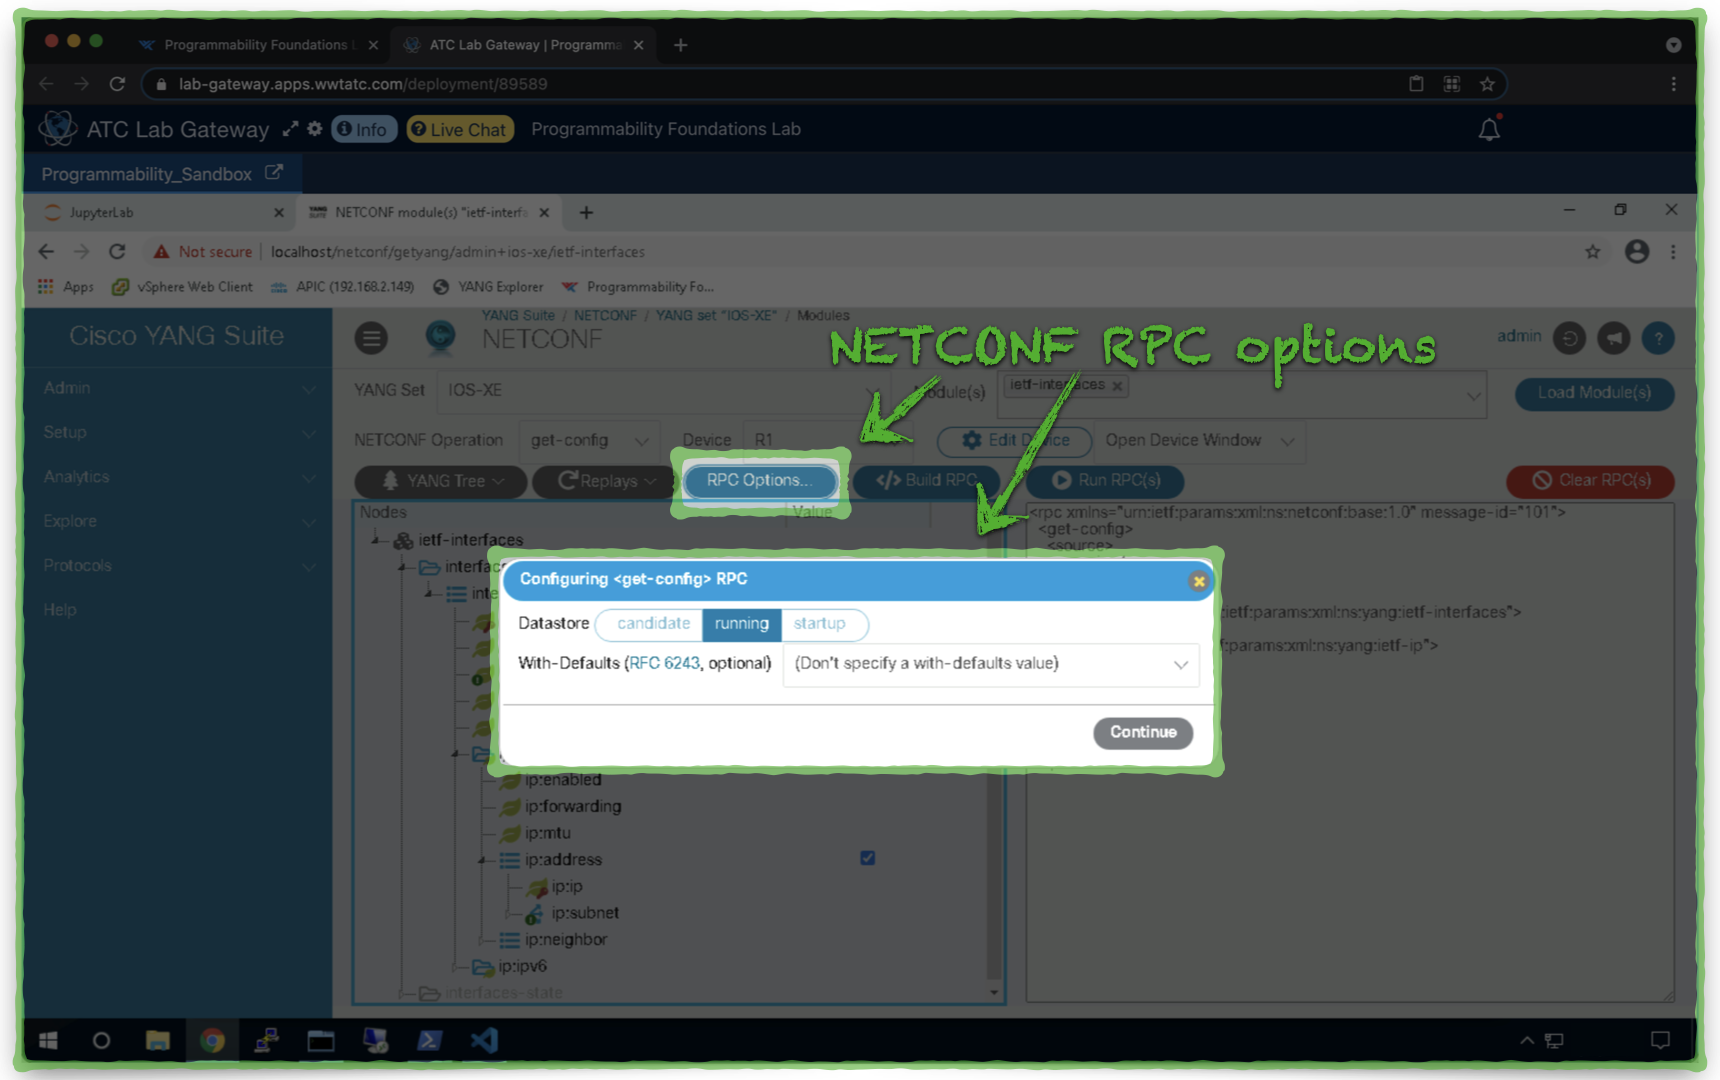 Programmability Foundations L
ATC Lab Gateway | Programma
lab-gateway.apps.wwtatc.com/deployment/89589
ATC Lab Gateway
Info
Live Chat
Programmability Foundations Lab
Programmability_Sandbox
JupyterLab
NETCONF module(s) "ietf-interfa
Not secure
localhost/netconf/getyang/admin+ios-xe/ietf-interfaces
Apps
vSphere Web Client
APIC (192.168.2.149)
YANG Explorer
Programmability Fo...
Cisco YANG Suite
YANG Suite / NETCONF / YANG set "IOS-XE" / Modules
NETCONF
NETCONF RPC options
admin
Admin
Setup
Analytics
Explore
Protocols
Help
YANG Set
IOS-XE
Module(s)
ietf-interfaces
Load Module(s)
NETCONF Operation
get-config
Device
R1
Edit Device
Open Device Window
YANG Tree
Replays
RPC Options...
Build RPC
Run RPC(s)
Clear RPC(s)
Nodes
Value
<rpc xmlns="urn:ietf:params:xml:ns:netconf:base:1.0" message-id="101">
<get-config>
<source>
ietf-interfaces
interfac
inte
:ietf:params:xml:ns:yang:ietf-interfaces">
f:params:xml:ns:yang:ietf-ip">
Configuring <get-config> RPC
Datastore
candidate
running
startup
With-Defaults (RFC 6243, optional)
(Don't specify a with-defaults value)
Continue
ip:enabled
ip:forwarding
ip:mtu
ip:address
ip:ip
ip:subnet
ip:neighbor
ip:ipv6
interfaces-state